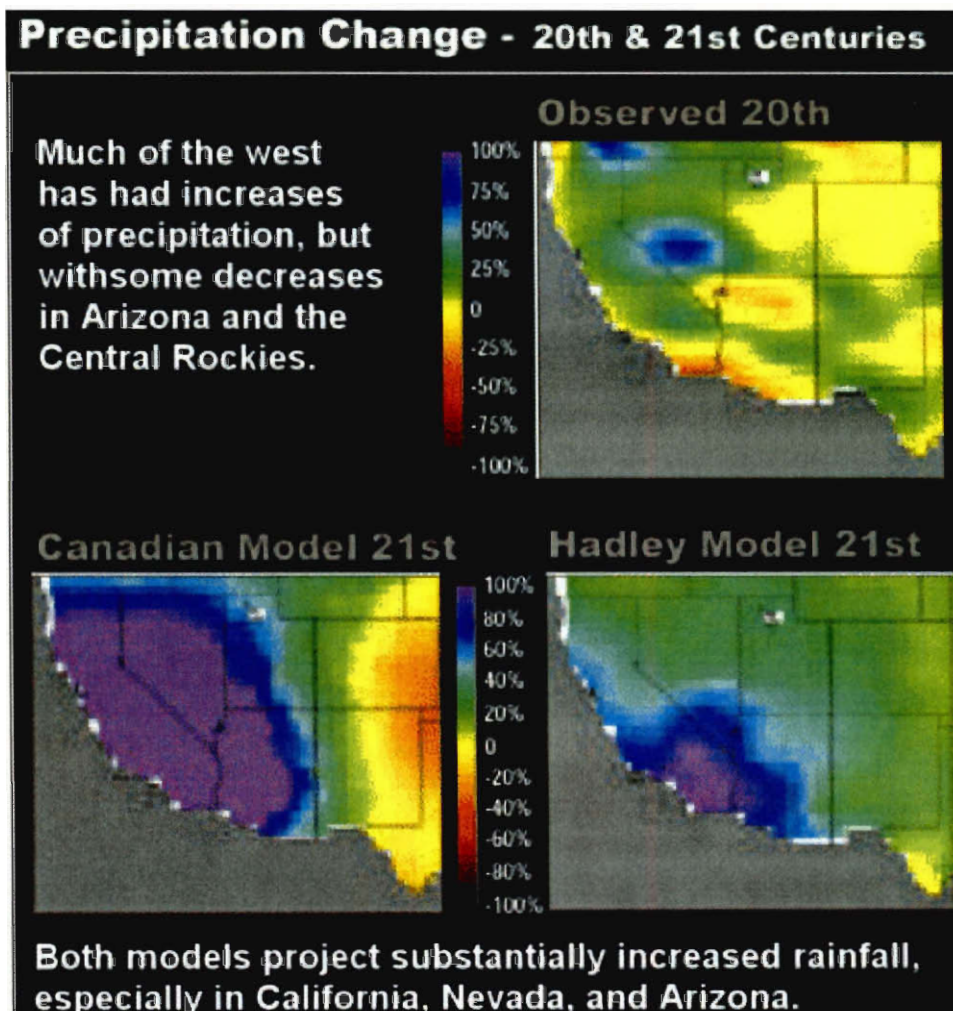 Precipitation Change - 20th & 21st Centuries
Observed 20th
Much of the west
has had increases
of precipitation, but
withsome decreases
in Arizona and the
Central Rockies.
100%
75%
50%
25%
0
-25%
-50%
-75%
-100%
Canadian Model 21st
Hadley Model 21st
100%
80%
60%
40%
20%
0
-20%
-40%
-60%
-80%
-100%
Both models project substantially increased rainfall,
especially in California, Nevada, and Arizona.